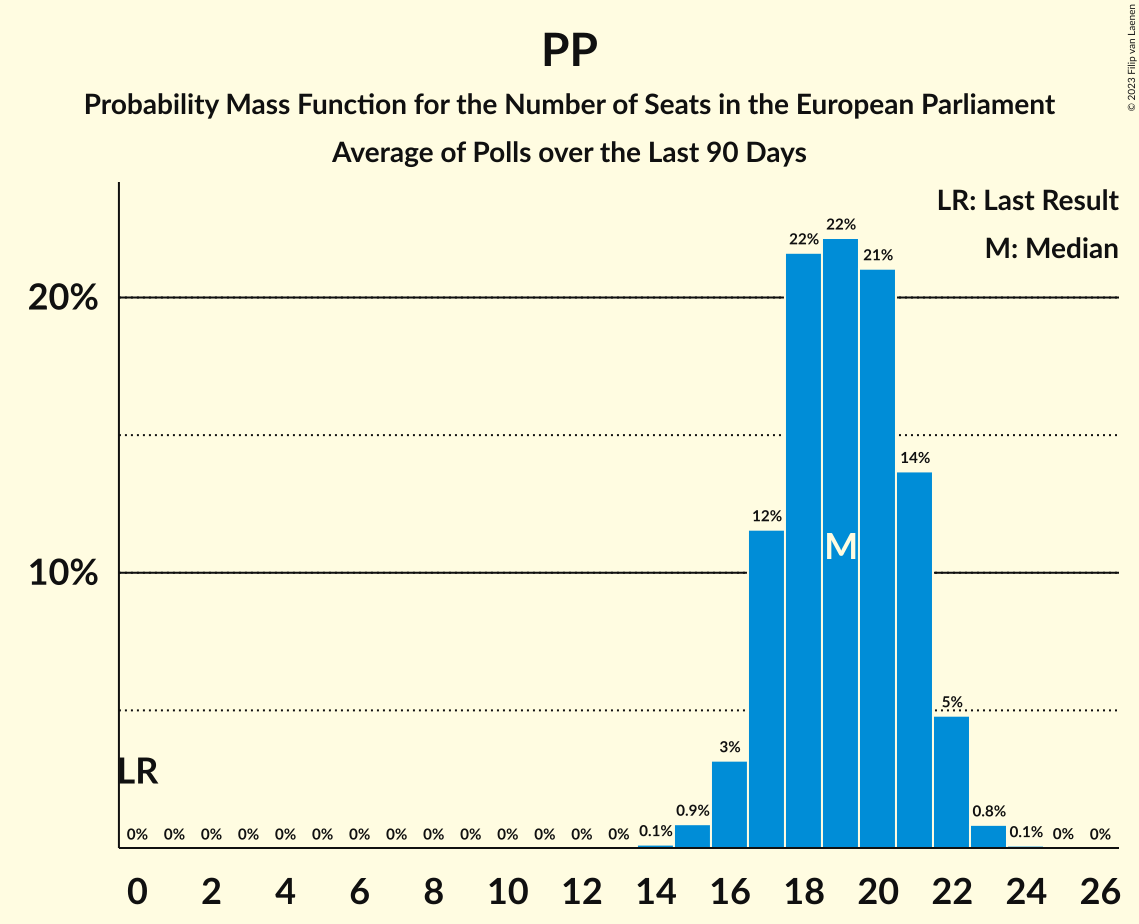 PP
Probability Mass Function for the Number of Seats in the European Parliament
Average of Polls over the Last 90 Days
© 2023 Filip van Laenen
LR: Last Result
M: Median
20%
10%
22% 22% 21%
14%
12%
M
5%
3%
LR
0% 0% 0% 0% 0% 0% 0% 0% 0% 0% 0% 0% 0% 0% 0.1% 0.9% 0.8% 0.1% 0% 0%
0 2 4 6 8 10 12 14 16 18 20 22 24 26